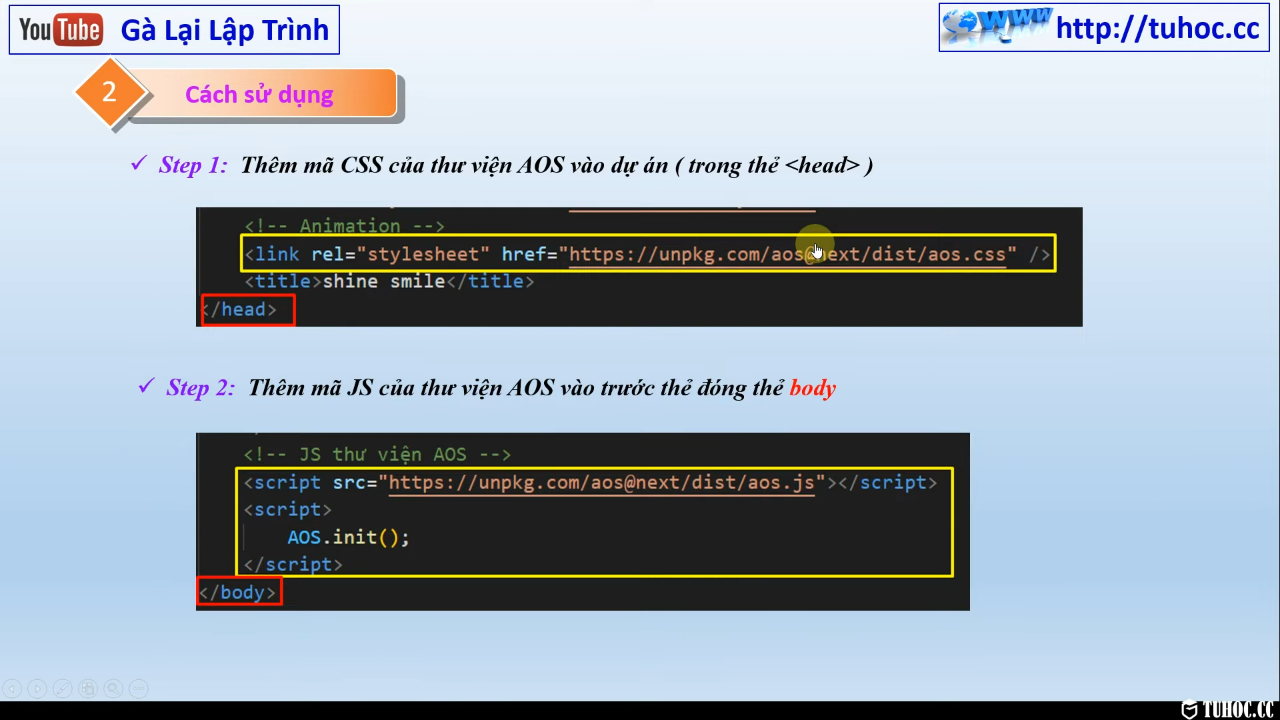 YouTube Gà Lại Lập Trình
WWW http://tuhoc.cc
2 Cách sử dụng
✓ Step 1: Thêm mã CSS của thư viện AOS vào dự án ( trong thẻ <head> )
<!-- Animation -->
<link rel="stylesheet" href="https://unpkg.com/aos@next/dist/aos.css" />
<title>shine smile</title>
</head>
✓ Step 2: Thêm mã JS của thư viện AOS vào trước thẻ đóng thẻ body
<!-- JS thư viện AOS -->
<script src="https://unpkg.com/aos@next/dist/aos.js"></script>
<script>
AOS.init();
</script>
</body>
TUHOC.CC